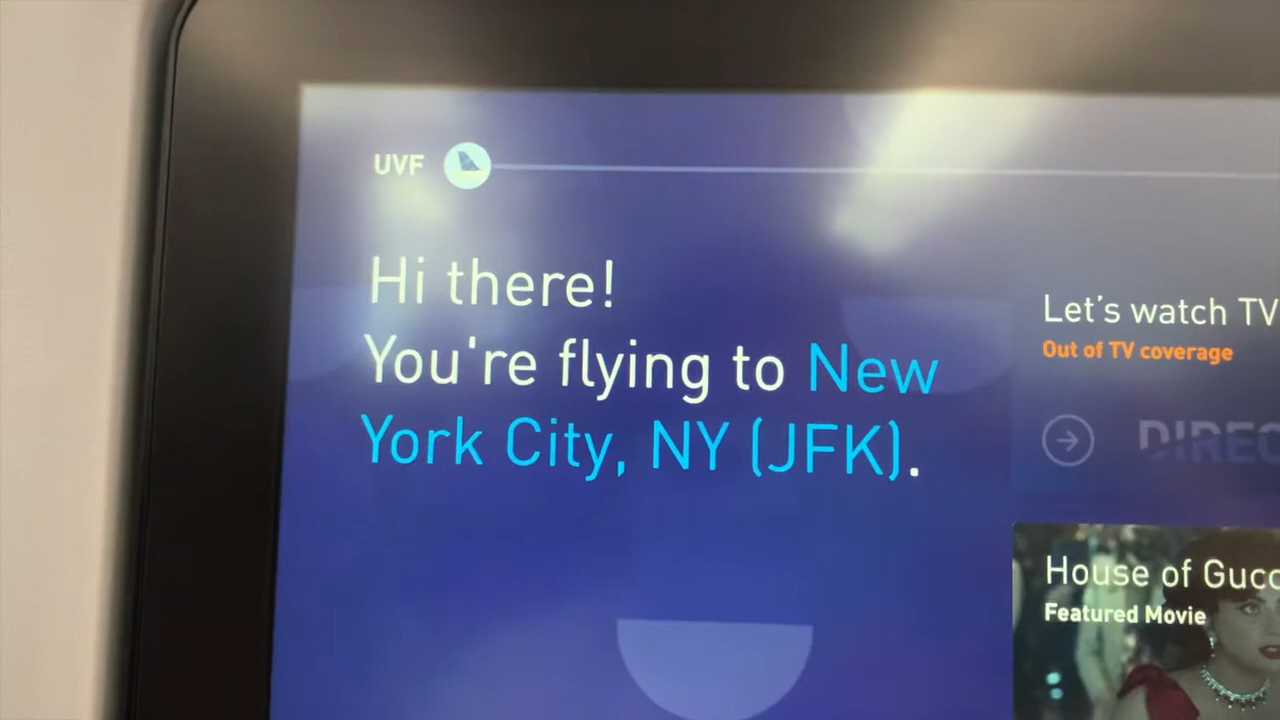 UVF
Hi there!
You're flying to New
York City, NY (JFK).
Let's watch TV
Out of TV coverage
DIREC
House of Gucc
Featured Movie